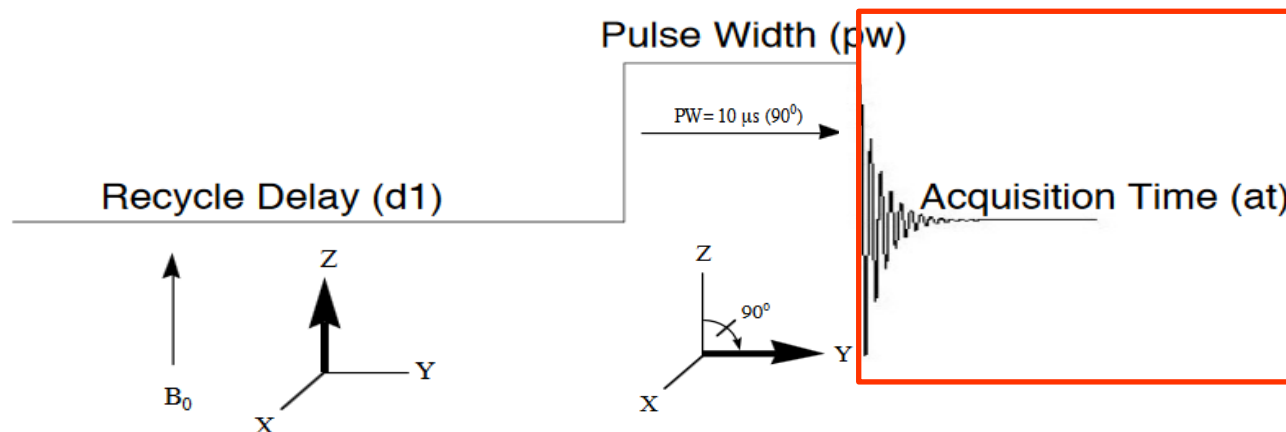 Pulse Width (pw)
PW= 10 μs (90⁰)
Recycle Delay (d1)
Acquisition Time (at)
Z
Z
90⁰
Y
Y
B₀
X
X